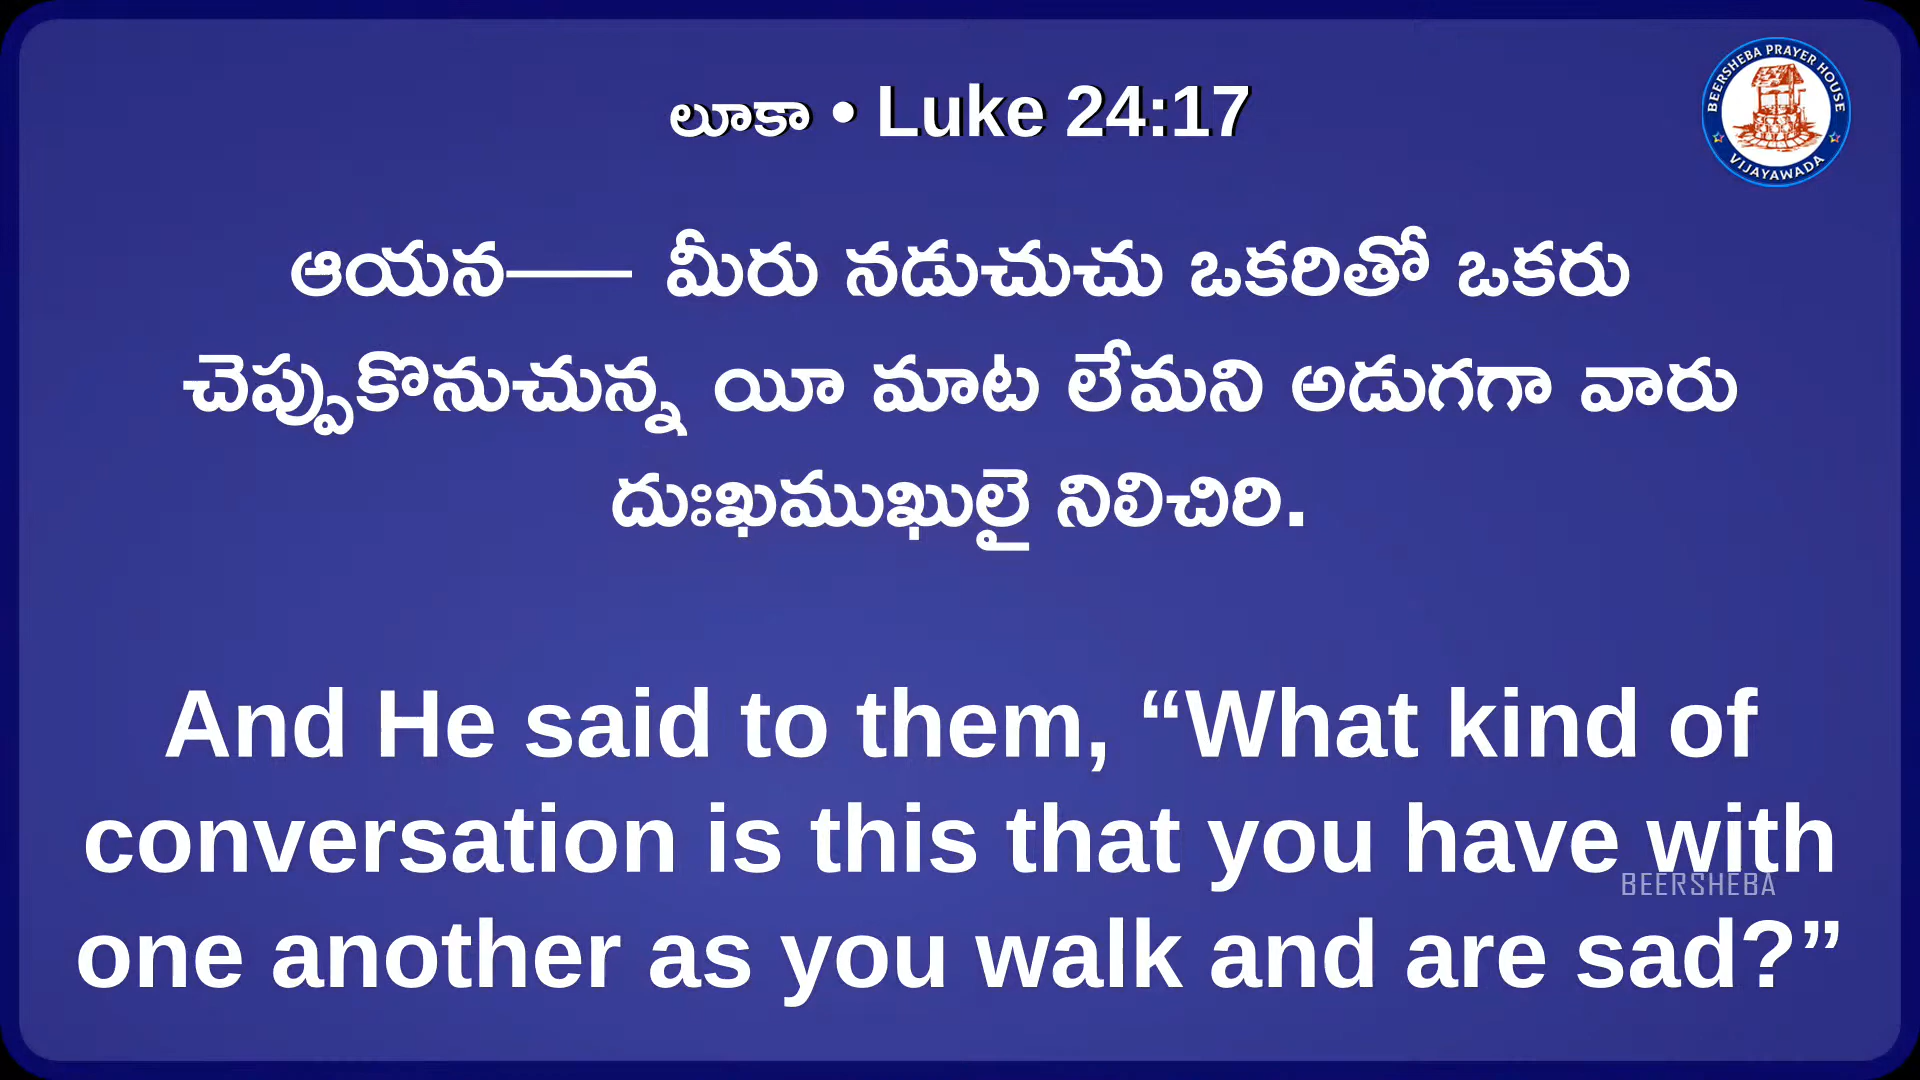 లూకా • Luke 24:17
BEERSHEBA PRAYER HOUSE
VIJAYAWADA
ఆయన–– మీరు నడుచుచు ఒకరితో ఒకరు
చెప్పుకొనుచున్న యీ మాట లేమని అడుగగా వారు
దుఃఖముఖులై నిలిచిరి.
And He said to them, “What kind of
conversation is this that you have with
BEERSHEBA
one another as you walk and are sad?”